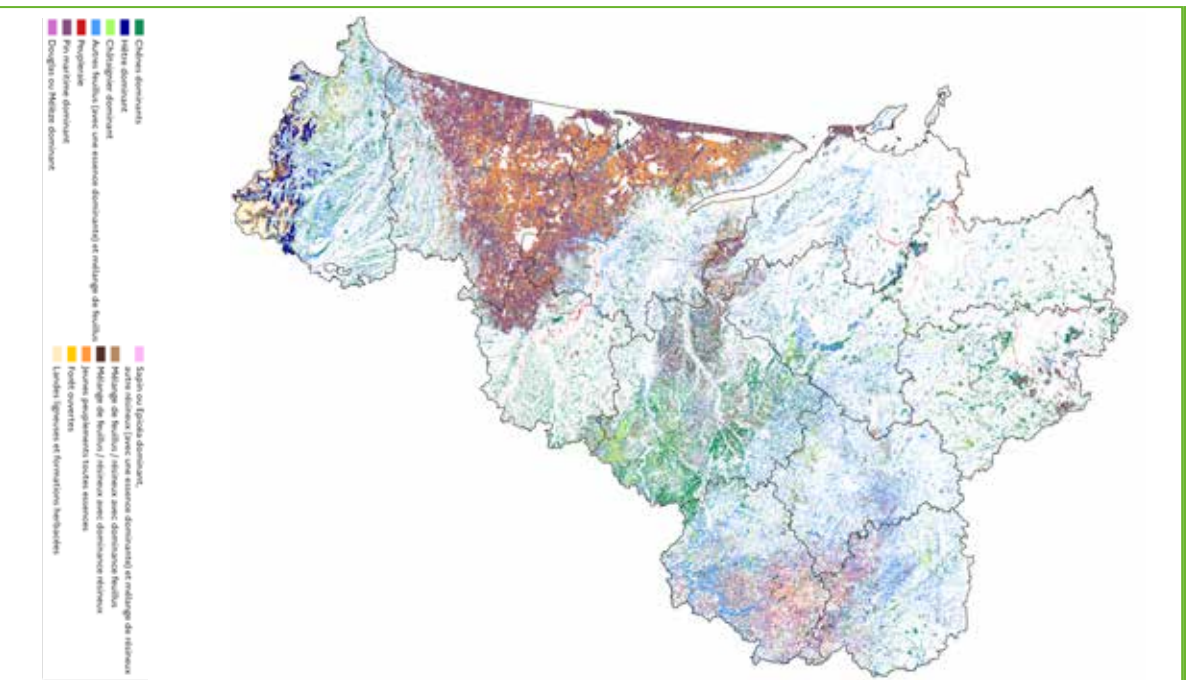 Chênes dominants
Hêtre dominant
Châtaignier dominant
Autres feuillus (avec une essence dominante) et mélange de feuillus
Peupleraie
Pin maritime dominant
Douglas ou Mélèze dominant
Sapin ou Epicéa dominant,
autre résineux (avec une essence dominante) et mélange de résineux
Mélange de feuillus / résineux avec dominance feuillus
Mélange de feuillus / résineux avec dominance résineux
Jeunes peuplements toutes essences
Forêt ouvertes
Landes ligneuses et formations herbacées